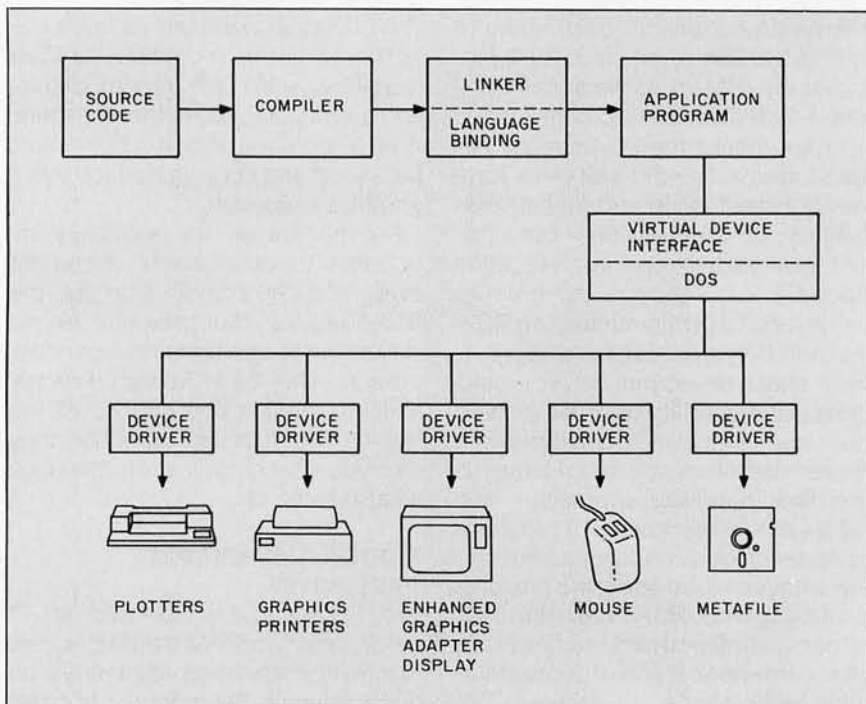 SOURCE
CODE
COMPILER
LINKER
LANGUAGE
BINDING
APPLICATION
PROGRAM
VIRTUAL DEVICE
INTERFACE
DOS
DEVICE
DRIVER
DEVICE
DRIVER
DEVICE
DRIVER
DEVICE
DRIVER
DEVICE
DRIVER
PLOTTERS
GRAPHICS
PRINTERS
ENHANCED
GRAPHICS
ADAPTER
DISPLAY
MOUSE
METAFILE